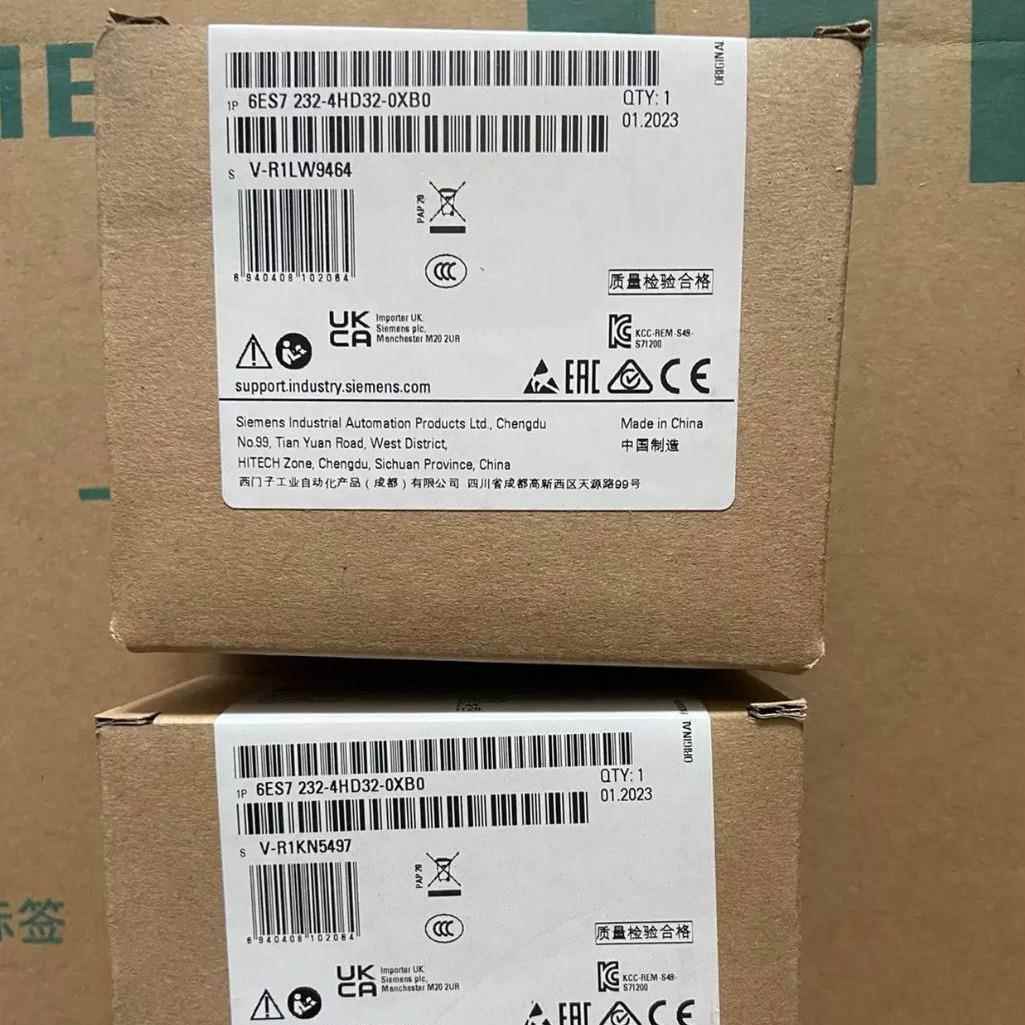 ORIGINAL
1P 6ES7 232-4HD32-0XB0
QTY: 1
01.2023
S V-R1LW9464
PAP 20
8 940408 102084
CCC
质量检验合格
UK
CA
Importer UK
Siemens plc,
Manchester M20 2UR
KCC-REM-S49-
S71200
support.industry.siemens.com
EAC
CE
Siemens Industrial Automation Products Ltd., Chengdu
Made in China
No.99, Tian Yuan Road, West District,
中国制造
HITECH Zone, Chengdu, Sichuan Province, China
西门子工业自动化产品（成都）有限公司 四川省成都高新西区天源路99号
ORIGINAL
1P 6ES7 232-4HD32-0XB0
QTY: 1
01.2023
S V-R1KN5497
PAP 20
8 940408 102084
CCC
质量检验合格
标签
UK
CA
Importer UK
Siemens plc,
Manchester M20 2UR
KCC-REM-S49-
S71200
EAC
CE